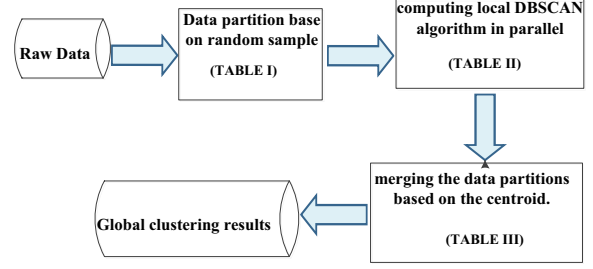 Raw Data
Data partition base
on random sample
(TABLE I)
computing local DBSCAN
algorithm in parallel
(TABLE II)
merging the data partitions
based on the centroid.
(TABLE III)
Global clustering results